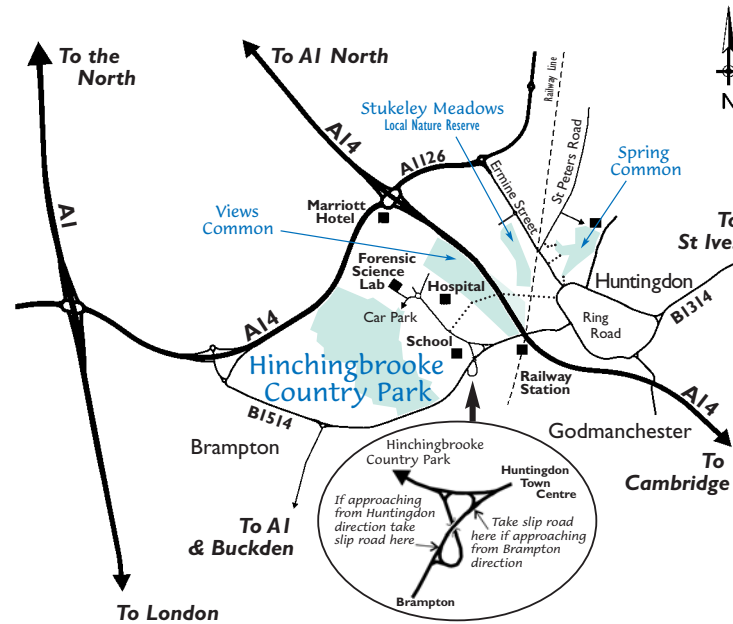 To the
North
To A1 North
Stukeley Meadows
Local Nature Reserve
Railway Line
St Peters Road
Spring
Common
A14
A1126
Ermine Street
A1
Marriott
Hotel
Views
Common
To
St Ives
Forensic
Science
Lab
Hospital
Huntingdon
Car Park
Ring
Road
B1314
A14
School
Hinchingbrooke
Country Park
Railway
Station
A14
B1514
Brampton
Godmanchester
To
Cambridge
Hinchingbrooke
Country Park
Huntingdon
Town
Centre
If approaching
from Huntingdon
direction take
slip road here
Take slip road
here if approaching
from Brampton
direction
Brampton
To A1
& Buckden
To London
N